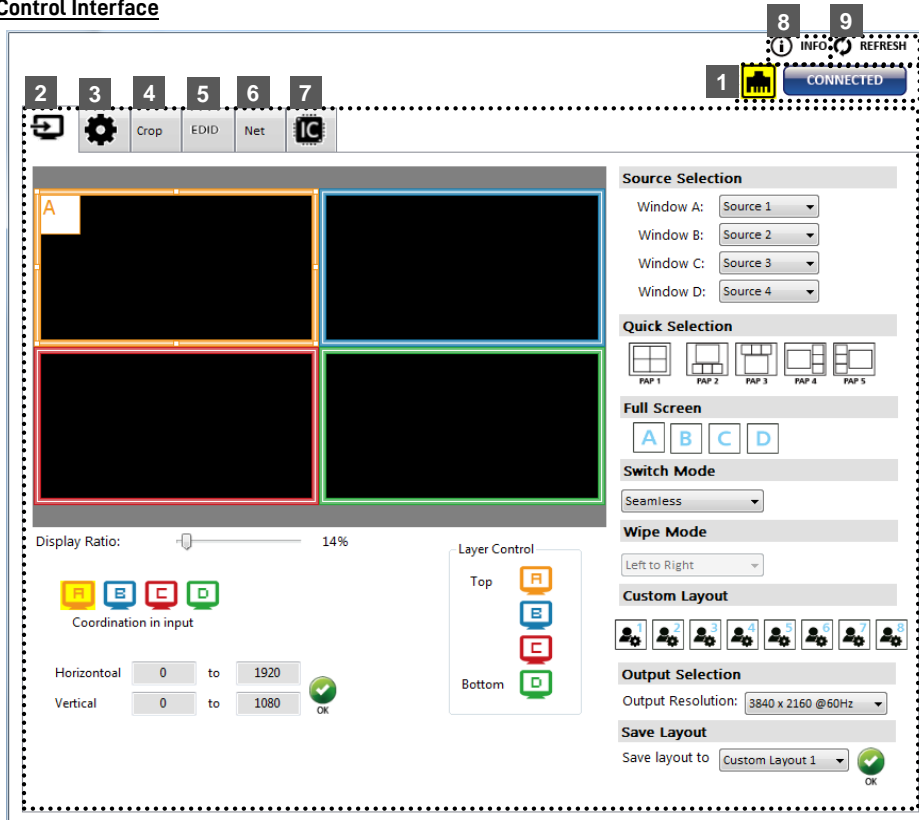 Control Interface
8 9
INFO REFRESH
1 CONNECTED
2 3 4 5 6 7
Crop EDID Net IC
A
Source Selection
Window A: Source 1
Window B: Source 2
Window C: Source 3
Window D: Source 4
Quick Selection
PAP 1 PAP 2 PAP 3 PAP 4 PAP 5
Full Screen
A B C D
Switch Mode
Seamless
Wipe Mode
Left to Right
Custom Layout
1 2 3 4 5 6 7 8
Output Selection
Output Resolution: 3840 x 2160 @60Hz
Save Layout
Save layout to Custom Layout 1
OK
Display Ratio: 14%
A B C D
Coordination in input
Horizontoal 0 to 1920
Vertical 0 to 1080
OK
Layer Control
Top A
B
C
Bottom D